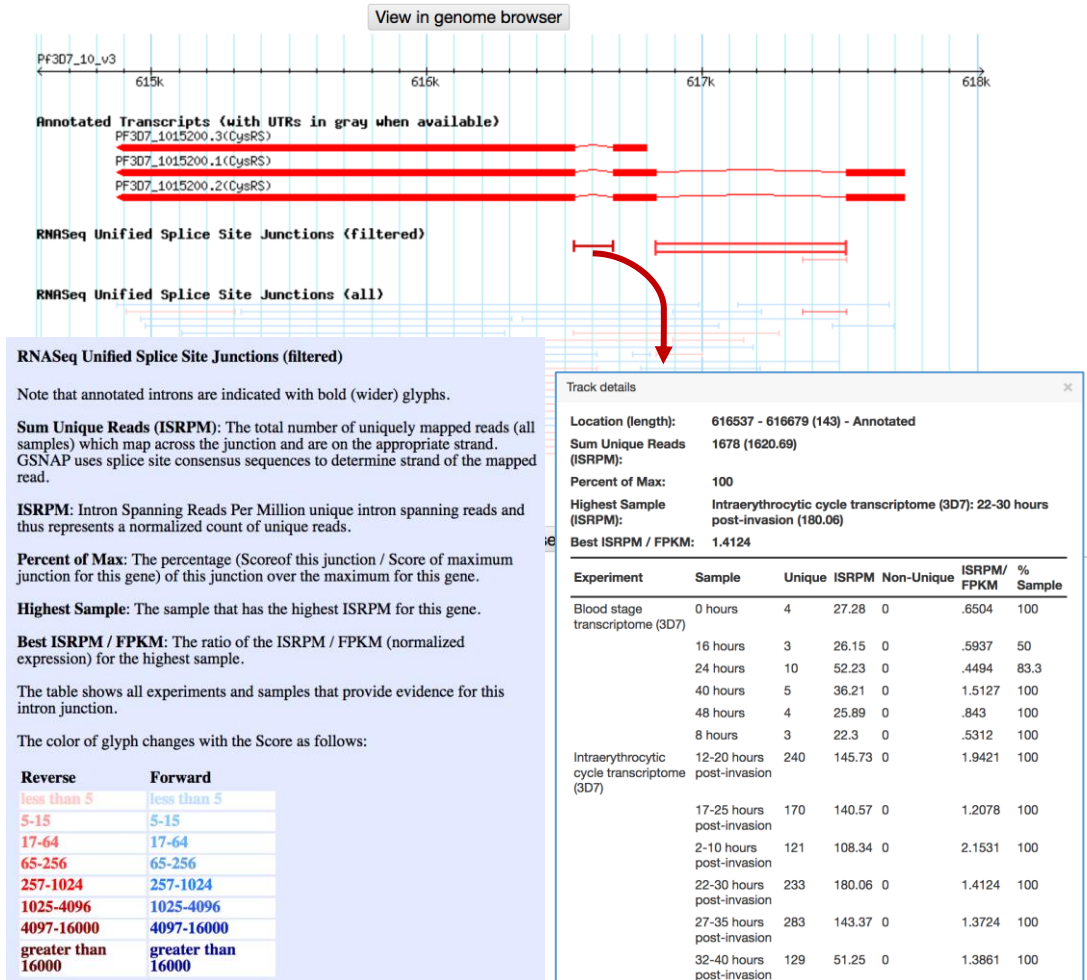 View in genome browser
Pf3D7_10_v3
615k 616k 617k 618k
Annotated Transcripts (with UTRs in gray when available)
PF3D7_1015200.3(CysRS)
PF3D7_1015200.1(CysRS)
PF3D7_1015200.2(CysRS)
RNASeq Unified Splice Site Junctions (filtered)
RNASeq Unified Splice Site Junctions (all)
RNASeq Unified Splice Site Junctions (filtered)
Note that annotated introns are indicated with bold (wider) glyphs.
Sum Unique Reads (ISRPM): The total number of uniquely mapped reads (all
samples) which map across the junction and are on the appropriate strand.
GSNAP uses splice site consensus sequences to determine strand of the mapped
read.
ISRPM: Intron Spanning Reads Per Million unique intron spanning reads and
thus represents a normalized count of unique reads.
Percent of Max: The percentage (Scoreof this junction / Score of maximum
junction for this gene) of this junction over the maximum for this gene.
Highest Sample: The sample that has the highest ISRPM for this gene.
Best ISRPM / FPKM: The ratio of the ISRPM / FPKM (normalized
expression) for the highest sample.
The table shows all experiments and samples that provide evidence for this
intron junction.
The color of glyph changes with the Score as follows:
Reverse Forward
less than 5 less than 5
5-15 5-15
17-64 17-64
65-256 65-256
257-1024 257-1024
1025-4096 1025-4096
4097-16000 4097-16000
greater than greater than
16000 16000
se
Track details ×
Location (length): 616537 - 616679 (143) - Annotated
Sum Unique Reads 1678 (1620.69)
(ISRPM):
Percent of Max: 100
Highest Sample Intraerythrocytic cycle transcriptome (3D7): 22-30 hours
(ISRPM): post-invasion (180.06)
Best ISRPM / FPKM: 1.4124
Experiment Sample Unique ISRPM Non-Unique ISRPM/ %
FPKM Sample
Blood stage 0 hours 4 27.28 0 .6504 100
transcriptome (3D7)
16 hours 3 26.15 0 .5937 50
24 hours 10 52.23 0 .4494 83.3
40 hours 5 36.21 0 1.5127 100
48 hours 4 25.89 0 .843 100
8 hours 3 22.3 0 .5312 100
Intraerythrocytic 12-20 hours 240 145.73 0 1.9421 100
cycle transcriptome post-invasion
(3D7)
17-25 hours 170 140.57 0 1.2078 100
post-invasion
2-10 hours 121 108.34 0 2.1531 100
post-invasion
22-30 hours 233 180.06 0 1.4124 100
post-invasion
27-35 hours 283 143.37 0 1.3724 100
post-invasion
32-40 hours 129 51.25 0 1.3861 100
post-invasion